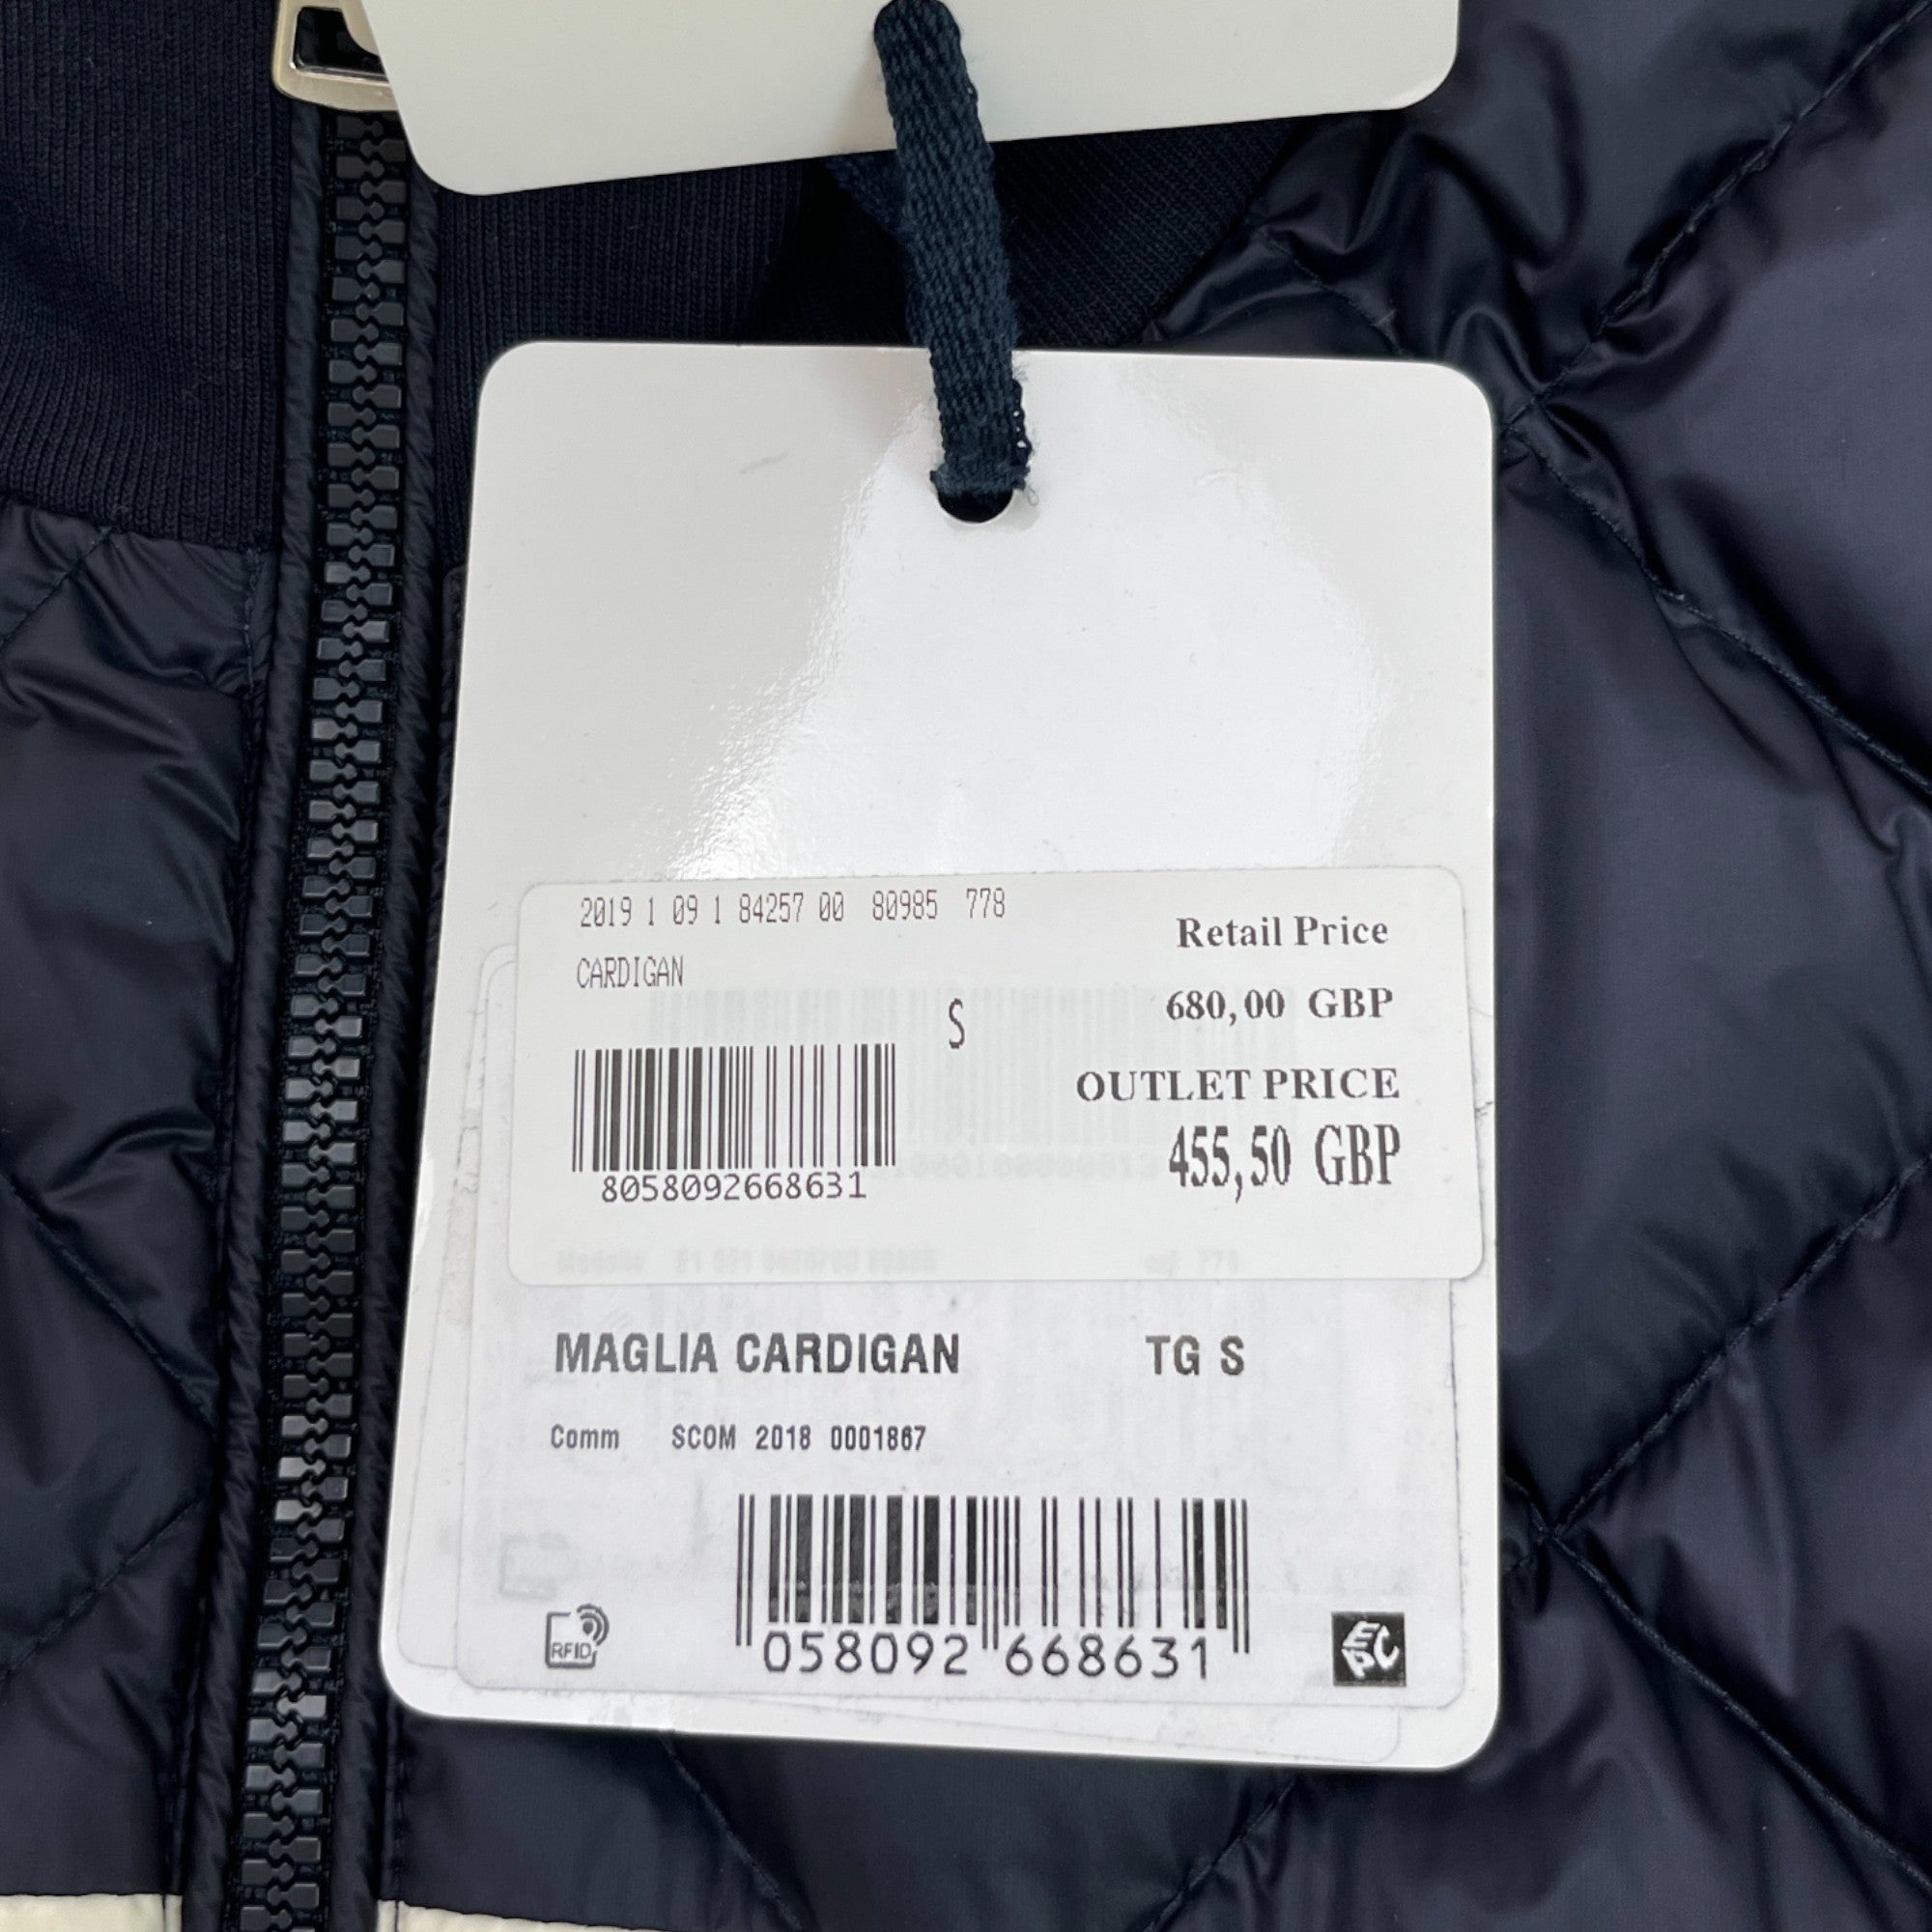 2019 1 09 1 84257 00 80985 778
CARDIGAN
S
Retail Price
680,00 GBP
OUTLET PRICE
455,50 GBP
8058092668631
MAGLIA CARDIGAN TG S
Comm SCOM 2018 0001867
RFID
058092 668631
EPC